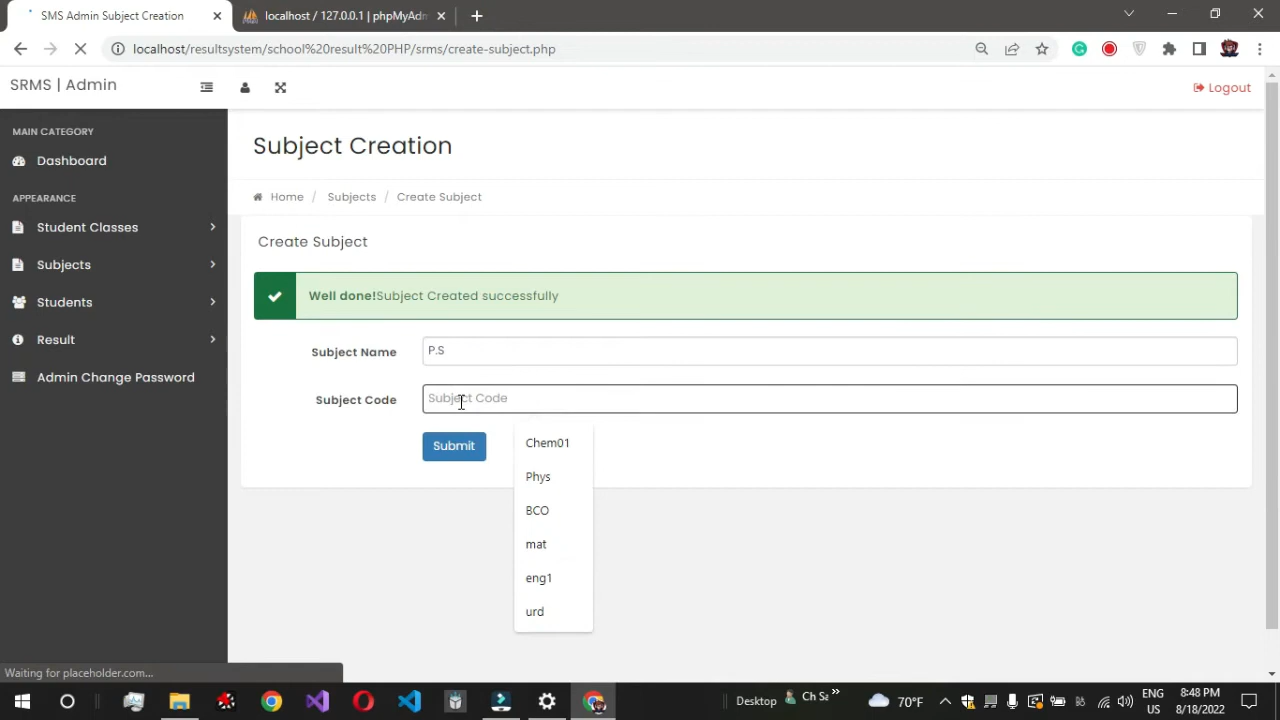 SMS Admin Subject Creation
localhost / 127.0.0.1 | phpMyAdm
localhost/resultsystem/school%20result%20PHP/srms/create-subject.php
SRMS | Admin
Logout
MAIN CATEGORY
Dashboard
APPEARANCE
Student Classes
Subjects
Students
Result
Admin Change Password
Subject Creation
Home / Subjects / Create Subject
Create Subject
Well done!Subject Created successfully
Subject Name
P.S
Subject Code
Subject Code
Submit
Chem01
Phys
BCO
mat
eng1
urd
Waiting for placeholder.com...
Desktop
Ch Sa
70°F
ENG
US
8:48 PM
8/18/2022